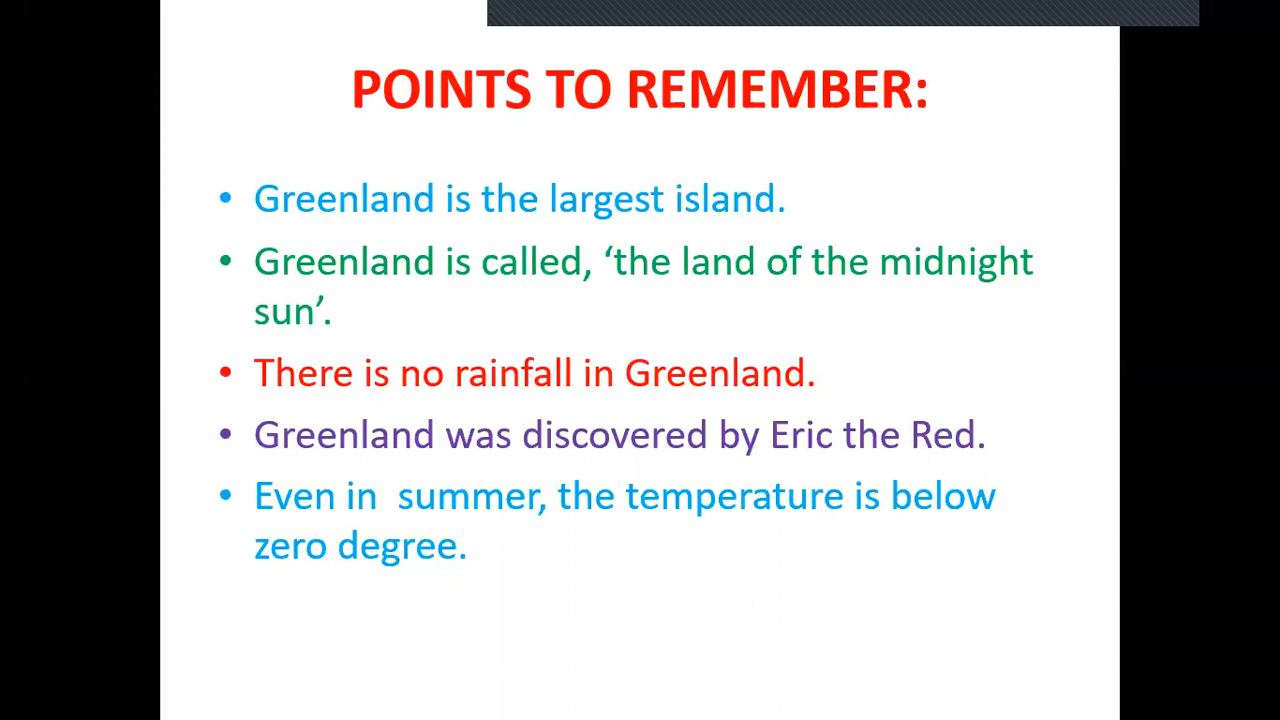 POINTS TO REMEMBER:
• Greenland is the largest island.
• Greenland is called, ‘the land of the midnight
sun’.
• There is no rainfall in Greenland.
• Greenland was discovered by Eric the Red.
• Even in  summer, the temperature is below
zero degree.